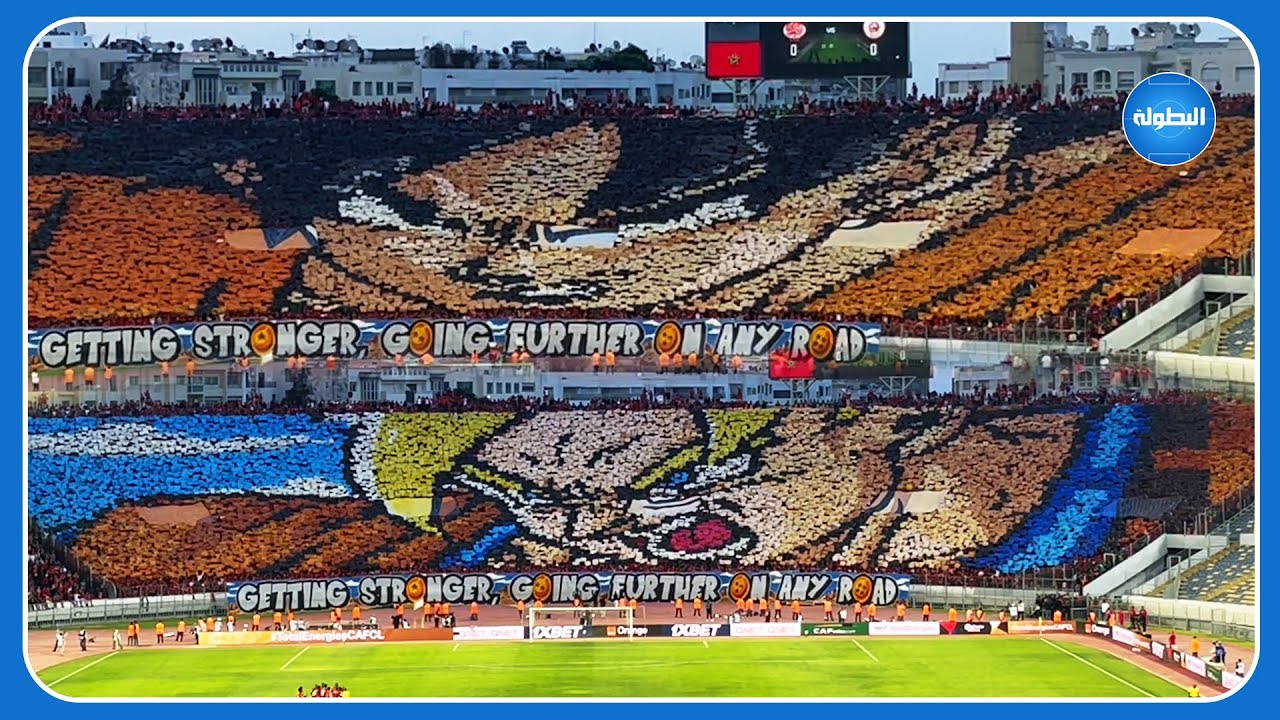 0 VS 0
البطولة
GETTING STRONGER, GOING FURTHER ON ANY ROAD
GETTING STRONGER, GOING FURTHER ON ANY ROAD
#TotalEnergiesCAFCL
1XBET
orange
1XBET